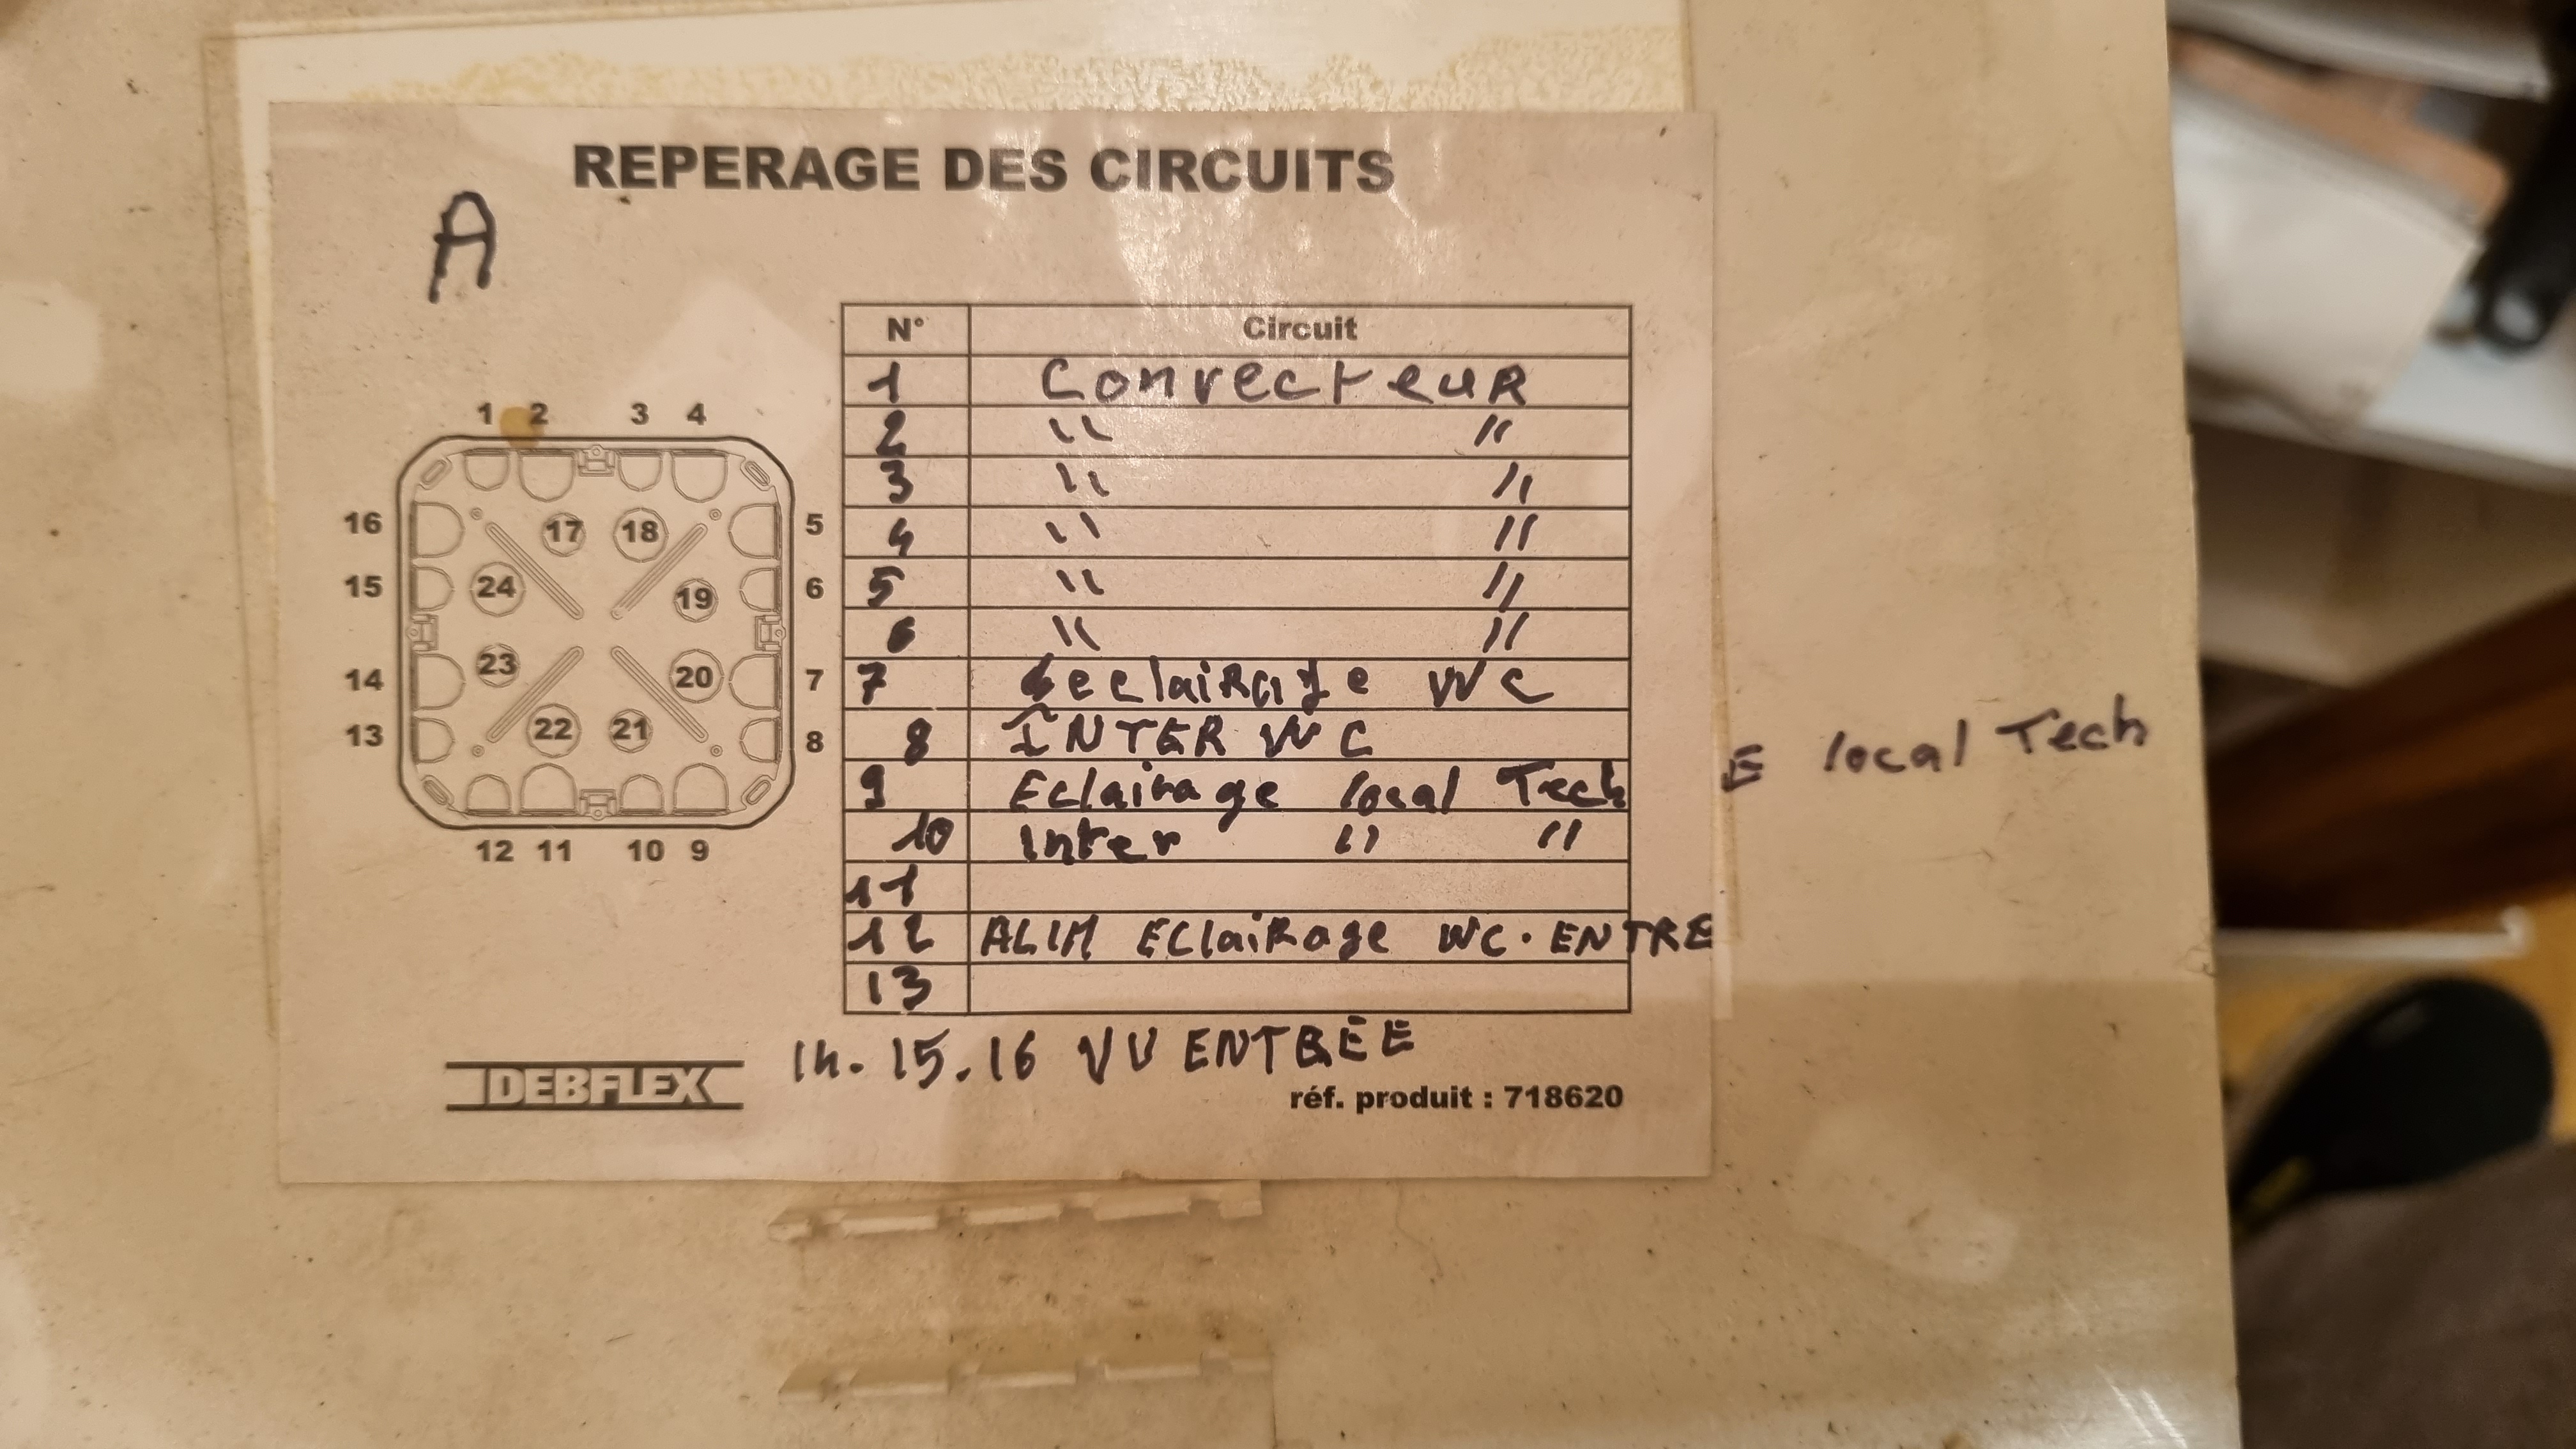 A
REPERAGE DES CIRCUITS
1 2 3 4
16 5
15 6
14 7
13 8
24 17
23 18
22 19
21 20
12 11 10 9
N° Circuit
1 Convecteur
2 " "
3 " "
4 " "
5 " "
6 " "
7 eclairage WC
8 INTER WC
9 Eclairage local Tech
10 Inter " "
11
12 ALIM EClairage WC. ENTRE
E local Tech
13
14. 15. 16 VV ENTRÈE
DEBFLEX
réf. produit : 718620